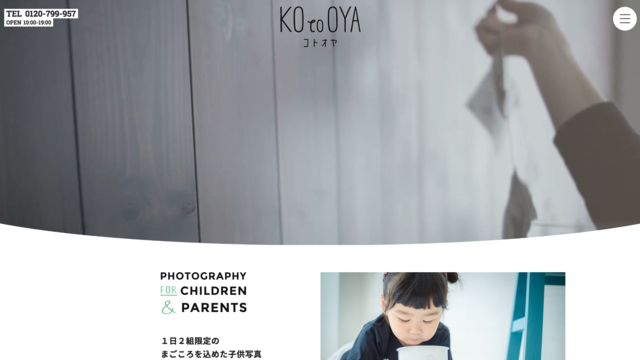 TEL 0120-799-957
OPEN 10:00-19:00
KO to OYA
コトオヤ
PHOTOGRAPHY
FOR CHILDREN
& PARENTS
1日2組限定の
まごころを込めた子供写真